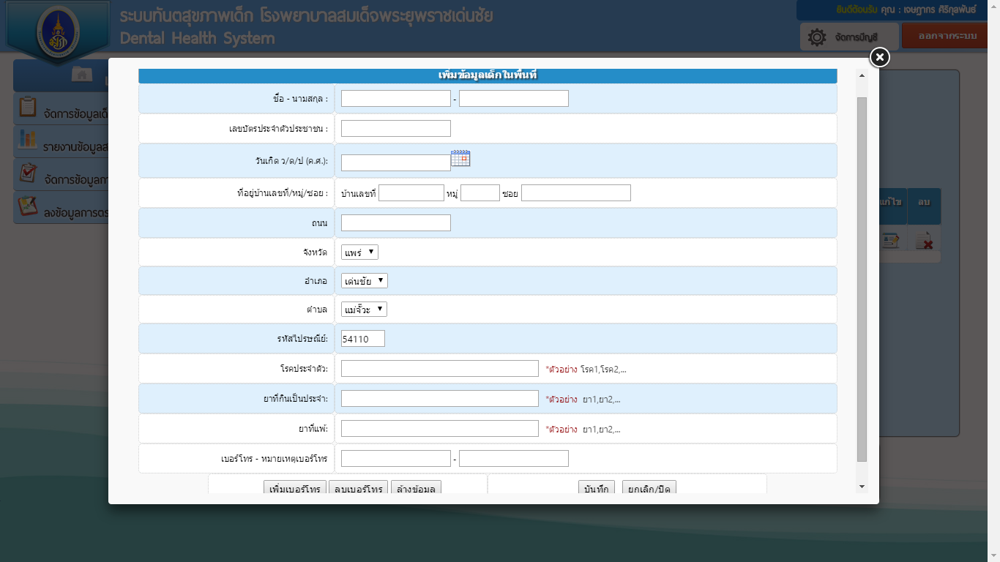 ระบบทันตสุขภาพเด็ก โรงพยาบาลสมเด็จพระยุพราชเด่นชัย
Dental Health System
ยินดีต้อนรับ คุณ : เจษฎากร ศิริกุลพันธ์
จัดการบัญชี
ออกจากระบบ
จัดการข้อมูลเด็
รายงานข้อมูลส
จัดการข้อมูลกา
ลงข้อมูลการตร
แก้ไข ลบ
เพิ่มข้อมูลเด็กในพื้นที่
ชื่อ - นามสกุล : -
เลขบัตรประจำตัวประชาชน :
วันเกิด ว/ด/ป (ค.ศ.):
ที่อยู่บ้านเลขที่/หมู่/ซอย : บ้านเลขที่ หมู่ ซอย
ถนน
จังหวัด แพร่
อำเภอ เด่นชัย
ตำบล แม่จั๊วะ
รหัสไปรษณีย์: 54110
โรคประจำตัว: *ตัวอย่าง โรค1,โรค2,...
ยาที่กินเป็นประจำ: *ตัวอย่าง ยา1,ยา2,...
ยาที่แพ้: *ตัวอย่าง ยา1,ยา2,...
เบอร์โทร - หมายเหตุเบอร์โทร -
เพิ่มเบอร์โทร ลบเบอร์โทร ล้างข้อมูล บันทึก ยกเลิก/ปิด